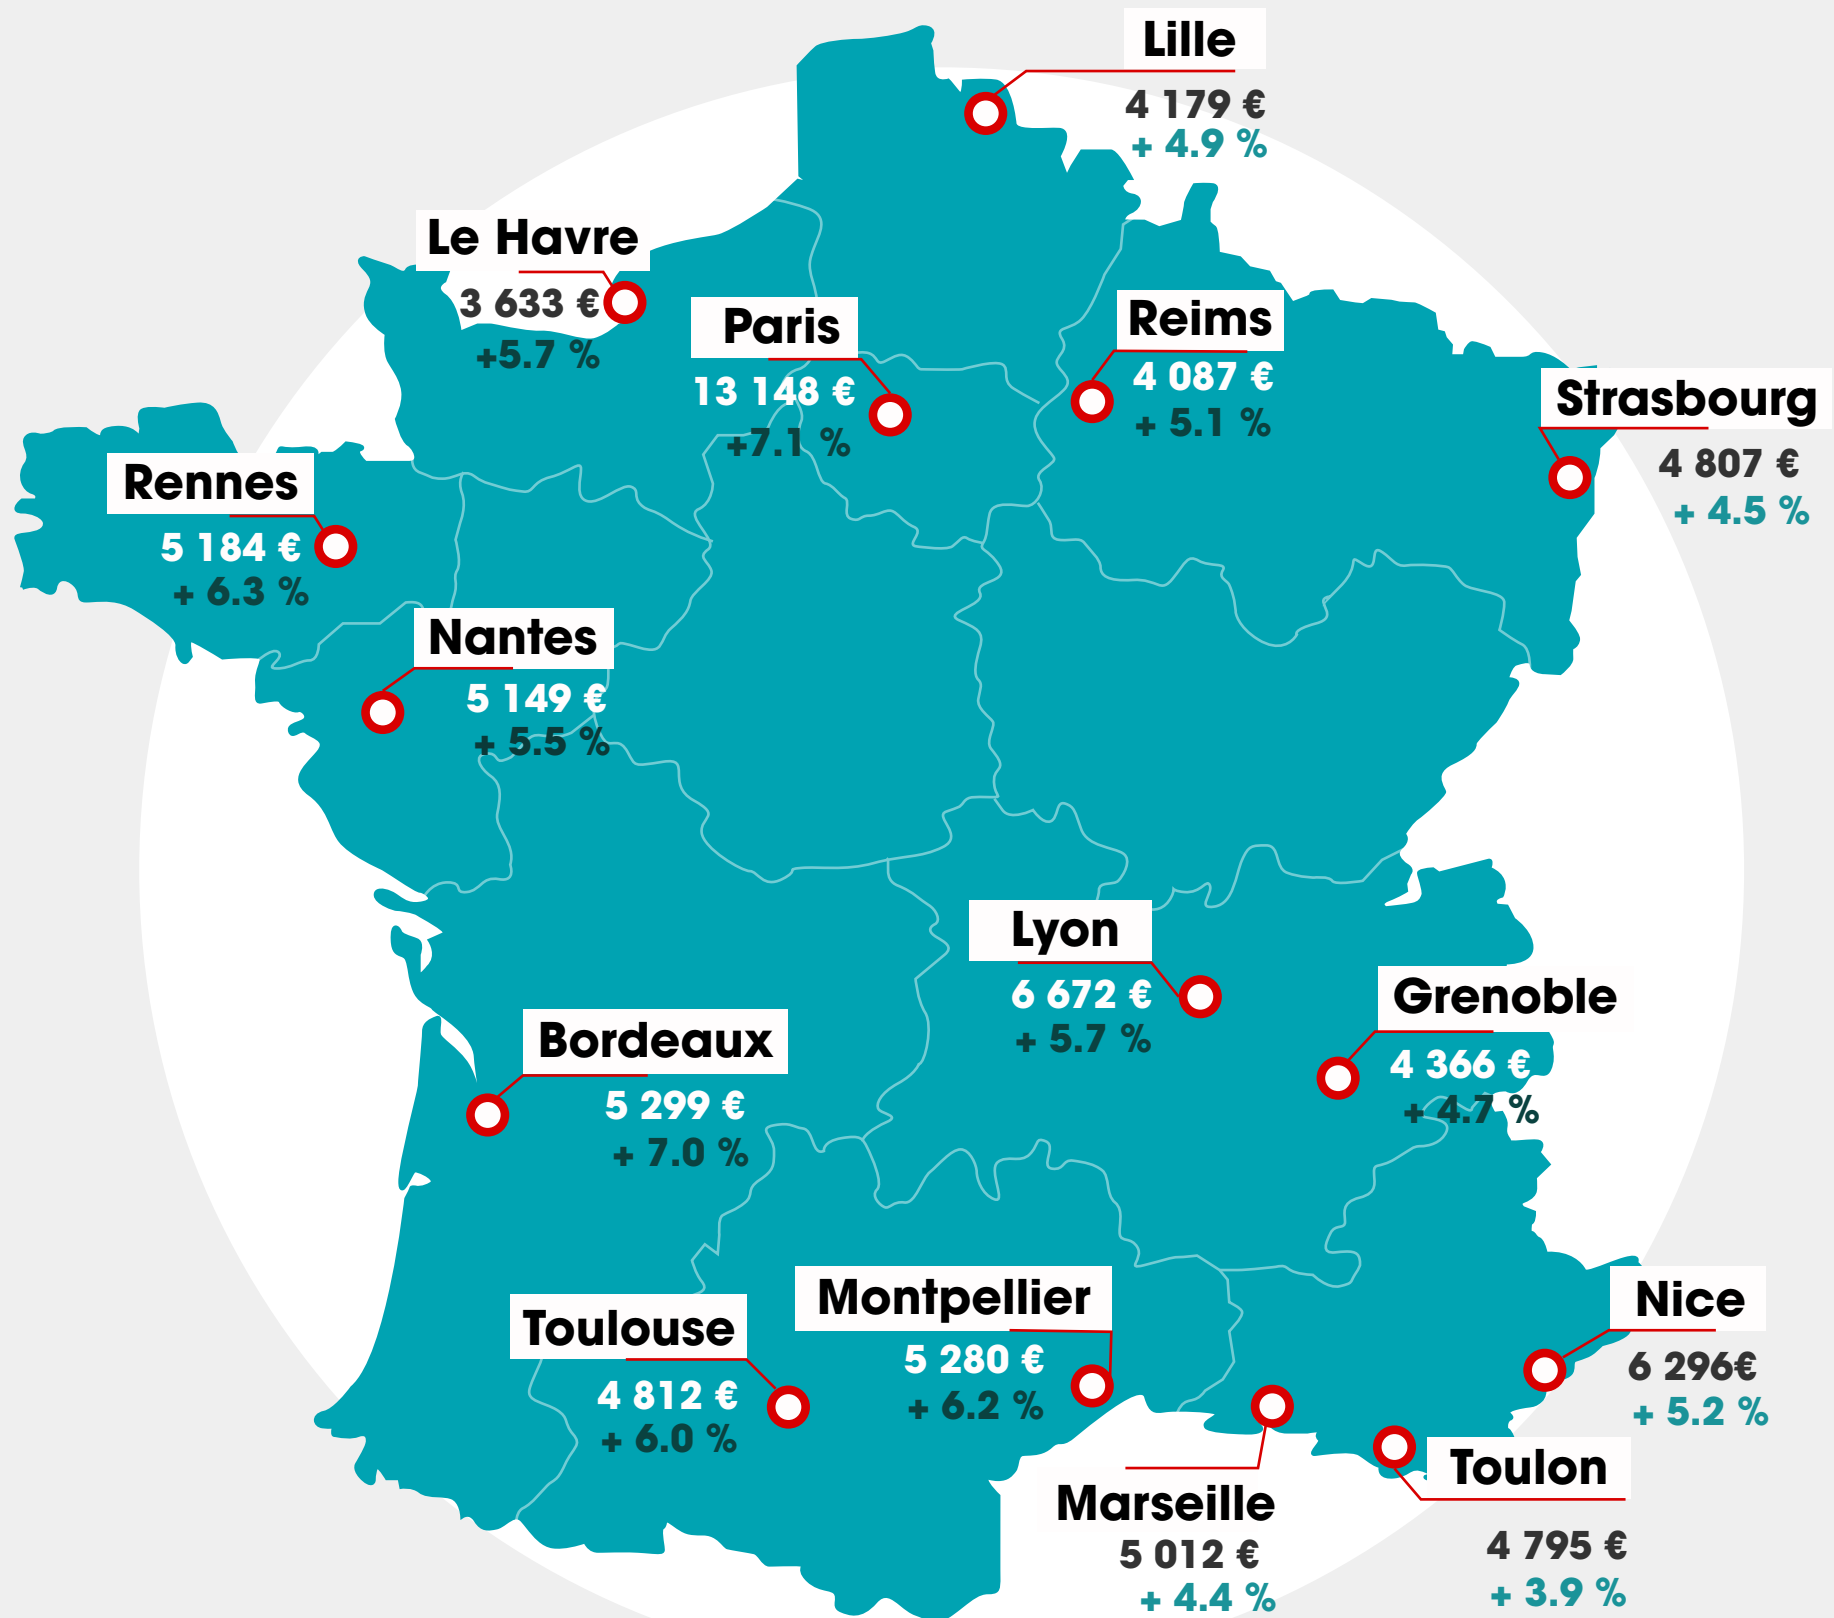 Lille
4 179 €
+ 4.9 %
Le Havre
3 633 €
+5.7 %
Paris
13 148 €
+7.1 %
Reims
4 087 €
+ 5.1 %
Strasbourg
4 807 €
+ 4.5 %
Rennes
5 184 €
+ 6.3 %
Nantes
5 149 €
+ 5.5 %
Lyon
6 672 €
+ 5.7 %
Grenoble
4 366 €
+ 4.7 %
Bordeaux
5 299 €
+ 7.0 %
Toulouse
4 812 €
+ 6.0 %
Montpellier
5 280 €
+ 6.2 %
Nice
6 296€
+ 5.2 %
Marseille
5 012 €
+ 4.4 %
Toulon
4 795 €
+ 3.9 %